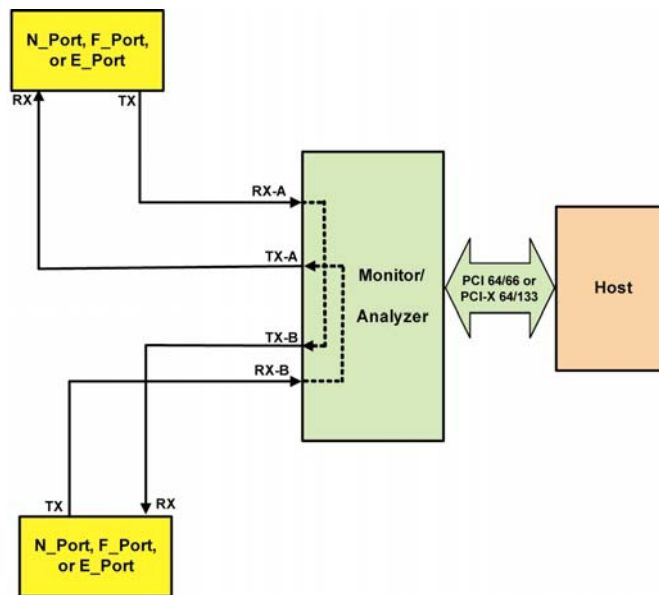 N_Port, F_Port,
or E_Port
RX
TX
RX-A
TX-A
Monitor/
Analyzer
PCI 64/66 or
PCI-X 64/133
Host
TX-B
RX-B
TX
RX
N_Port, F_Port,
or E_Port